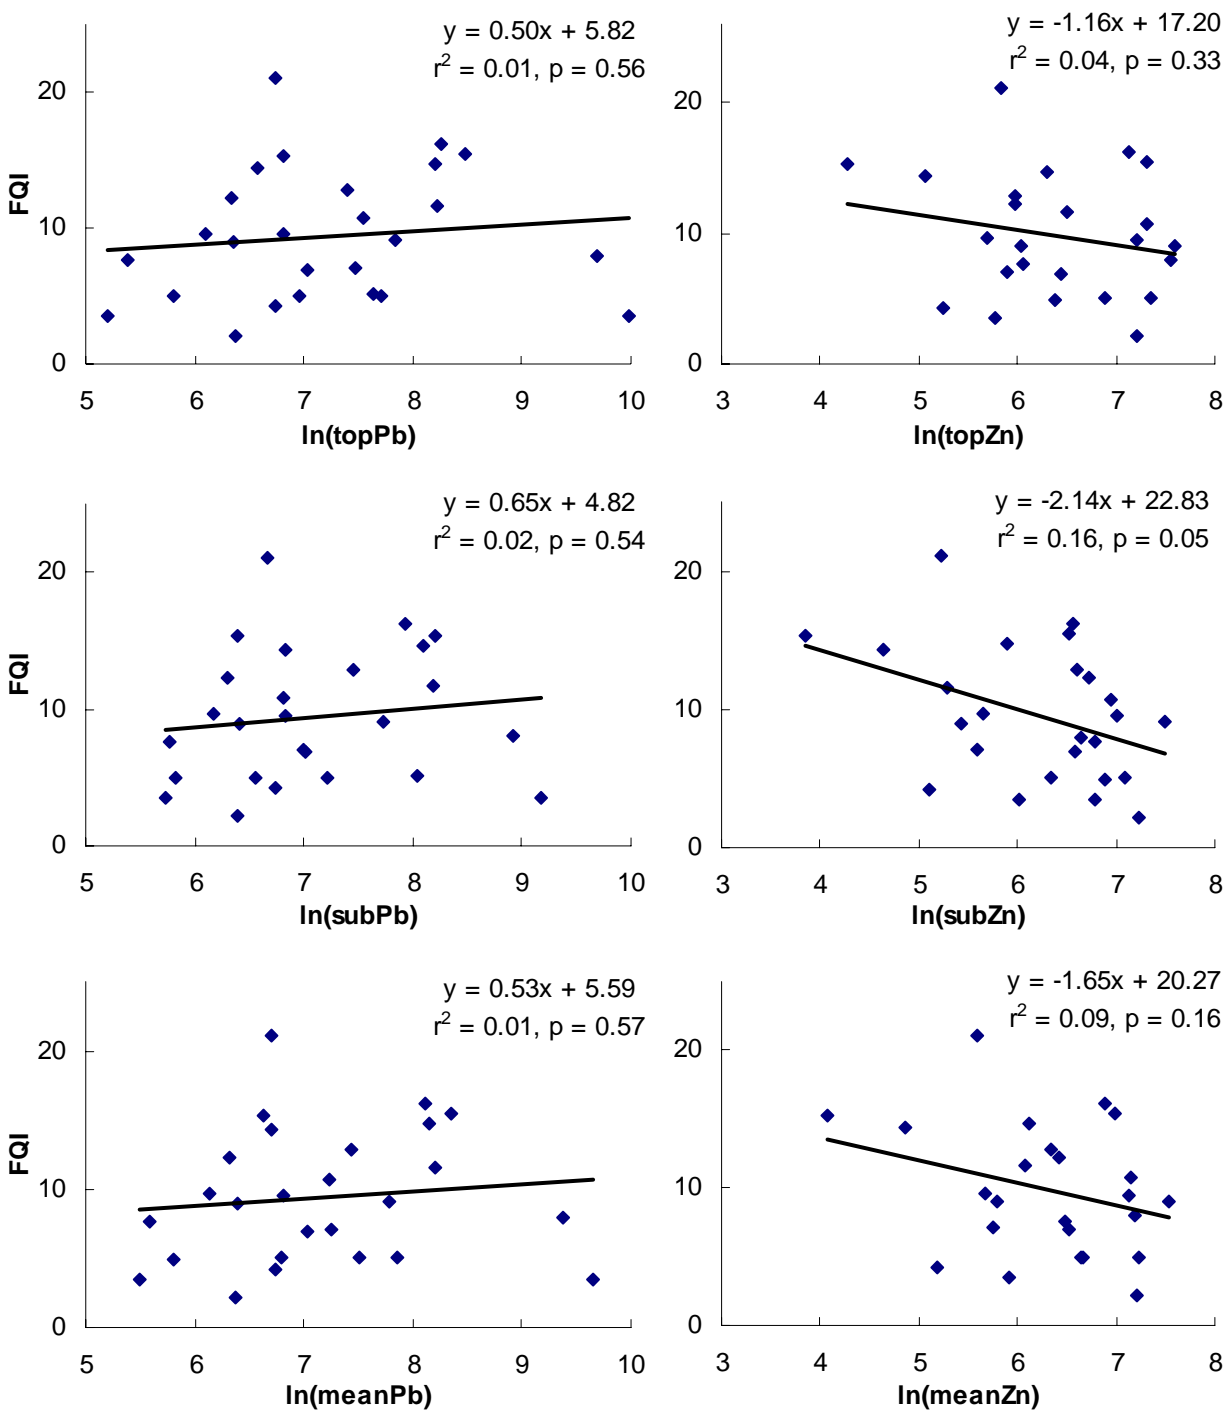 y = 0.50x + 5.82
r² = 0.01, p = 0.56
FQI
20
10
0
5 6 7 8 9 10
ln(topPb)
y = -1.16x + 17.20
r² = 0.04, p = 0.33
20
10
0
3 4 5 6 7 8
ln(topZn)
y = 0.65x + 4.82
r² = 0.02, p = 0.54
FQI
20
10
0
5 6 7 8 9 10
ln(subPb)
y = -2.14x + 22.83
r² = 0.16, p = 0.05
20
10
0
3 4 5 6 7 8
ln(subZn)
y = 0.53x + 5.59
r² = 0.01, p = 0.57
FQI
20
10
0
5 6 7 8 9 10
ln(meanPb)
y = -1.65x + 20.27
r² = 0.09, p = 0.16
20
10
0
3 4 5 6 7 8
ln(meanZn)